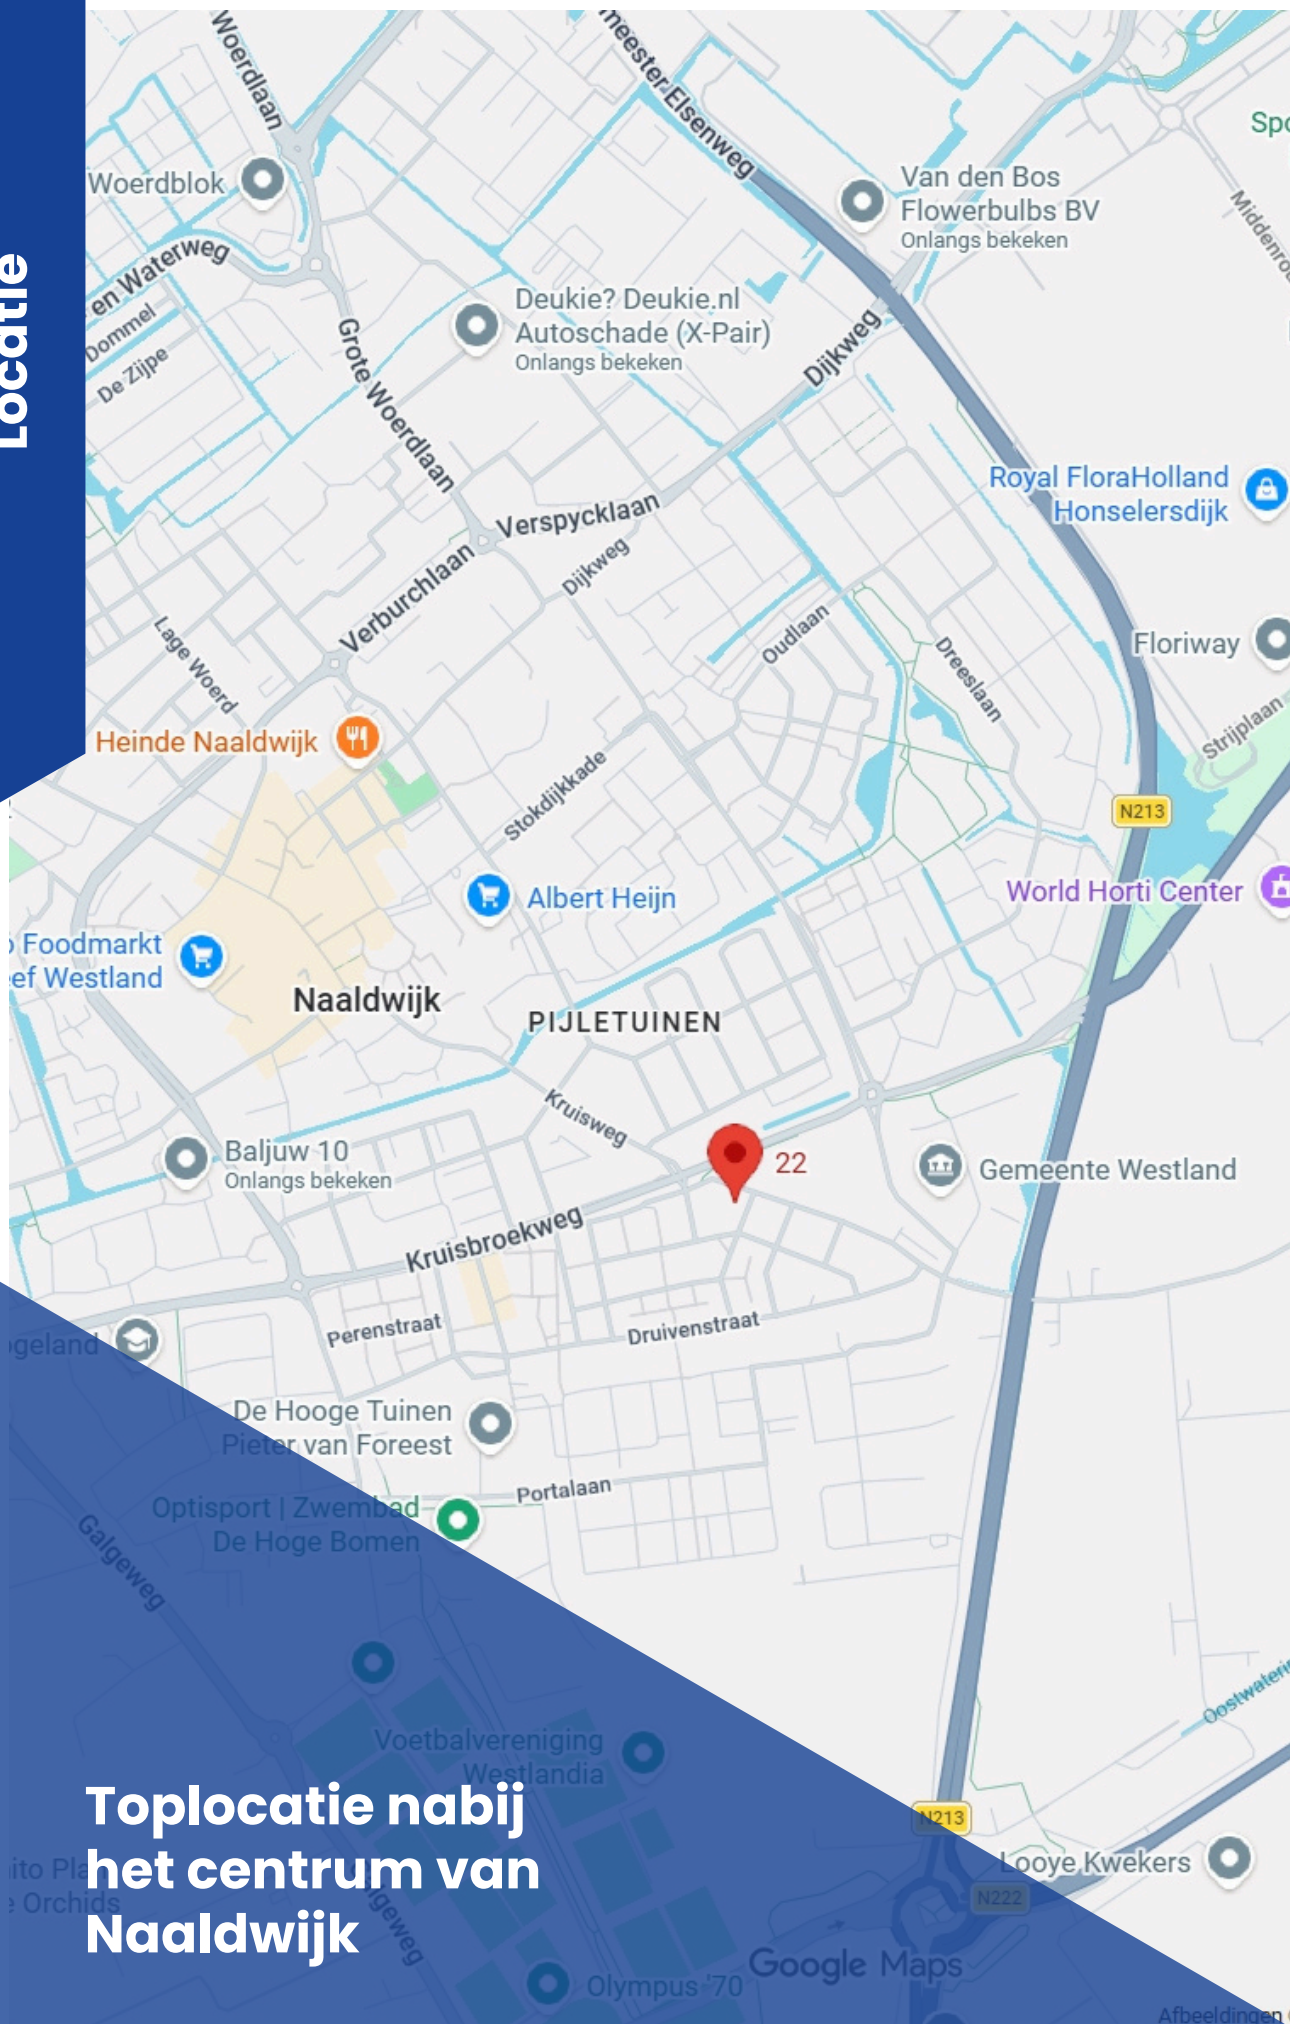 Locatie
Woerdlaan
meester Elsenweg
Woerdblok
en Waterweg
Dommel
De Zijpe
Van den Bos
Flowerbulbs BV
Onlangs bekeken
Deukie? Deukie.nl
Autoschade (X-Pair)
Onlangs bekeken
Grote Woerdlaan
Dijkweg
Verspycklaan
Dijkweg
Verburchlaan
Royal FloraHolland
Honselersdijk
Lage Woerd
Oudlaan
Dreeslaan
Floriway
Strijplaan
Heinde Naaldwijk
Stokdijkkade
N213
World Horti Center
Albert Heijn
Foodmarkt
Westland
Naaldwijk
PIJLETUINEN
Kruisweg
22
Baljuw 10
Onlangs bekeken
Gemeente Westland
Kruisbroekweg
Perenstraat
Druivenstraat
De Hooge Tuinen
Pieter van Foreest
Portalaan
Optisport | Zwembad
De Hoge Bomen
Galgeweg
Voetbalvereniging
Westlandia
Toplocatie nabij
het centrum van
Naaldwijk
N213
Looye Kwekers
N222
Orchids
Google Maps
Olympus '70
Afbeeldingen